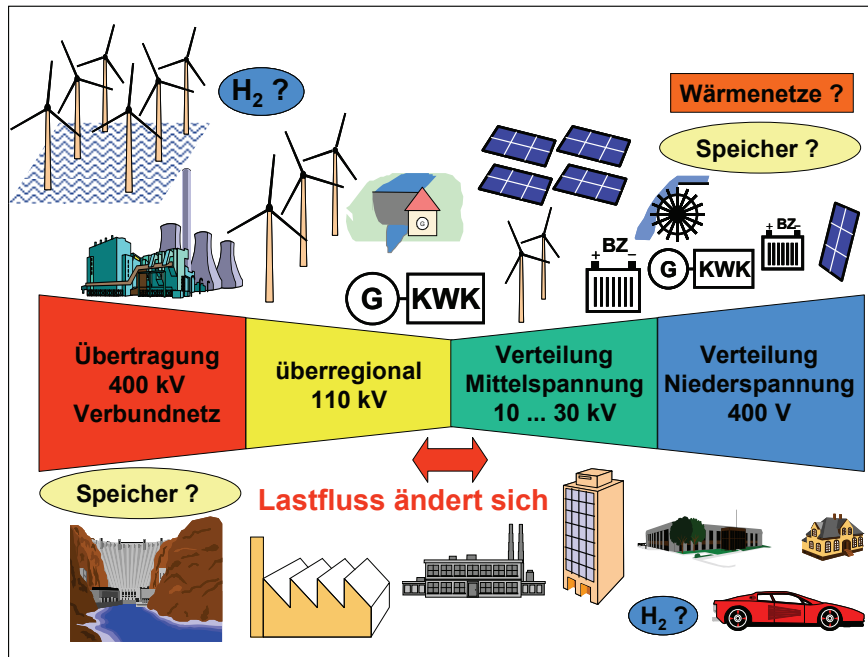 H2 ?
Wärmenetze ?
Speicher ?
G
+ BZ -
+ BZ -
G
KWK
G
KWK
Übertragung
400 kV
Verbundnetz
überregional
110 kV
Verteilung
Mittelspannung
10 ... 30 kV
Verteilung
Niederspannung
400 V
Speicher ?
Lastfluss ändert sich
H2 ?